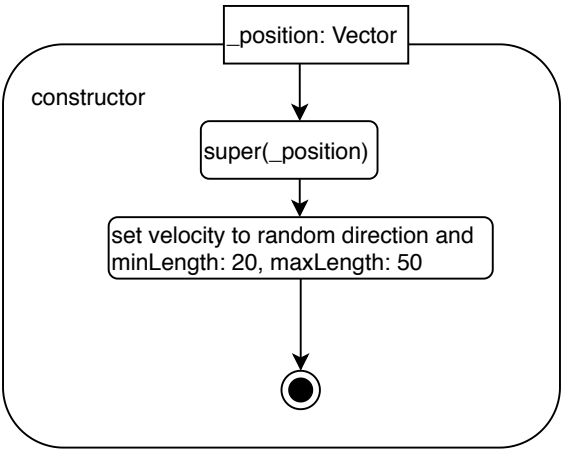 _position: Vector
constructor
super(_position)
set velocity to random direction and
minLength: 20, maxLength: 50